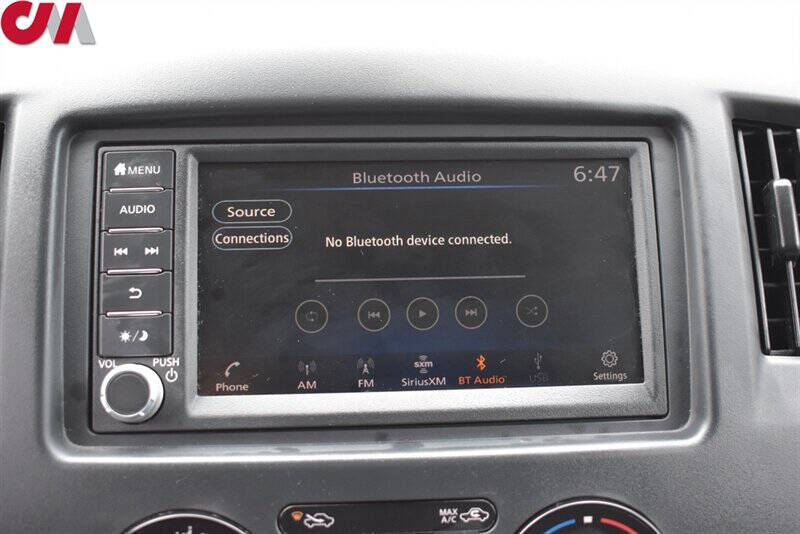 CM
Bluetooth Audio 6:47
MENU
AUDIO
Source
Connections
No Bluetooth device connected.
VOL PUSH
Phone AM FM SiriusXM BT Audio USB Settings
sxm
MAX
A/C